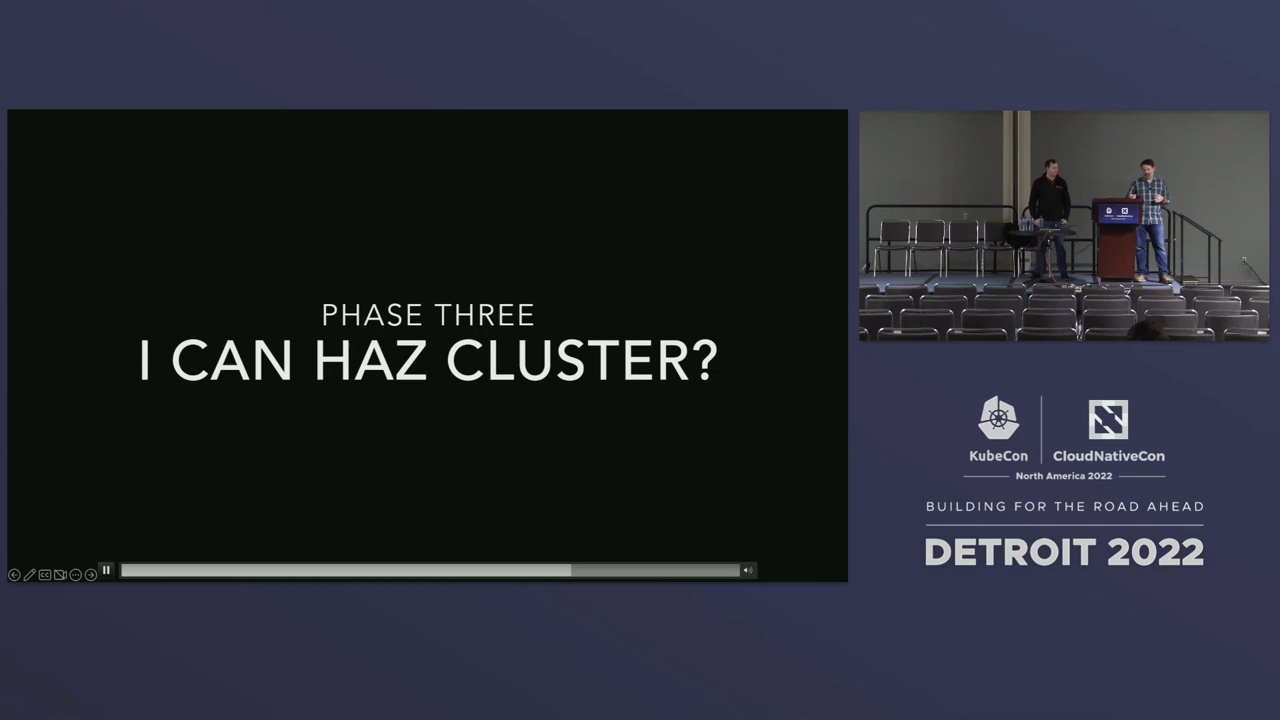 PHASE THREE
I CAN HAZ CLUSTER?
KubeCon
CloudNativeCon
North America 2022
BUILDING FOR THE ROAD AHEAD
DETROIT 2022